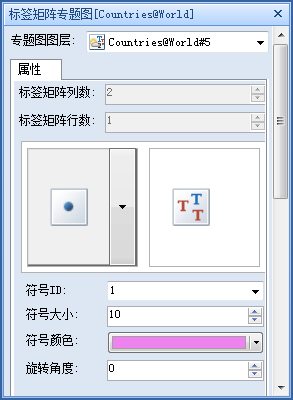 标签矩阵专题图[Countries@World]
专题图图层: Countries@World#5
属性
标签矩阵列数: 2
标签矩阵行数: 1
T T T
符号ID: 1
符号大小: 10
符号颜色:
旋转角度: 0